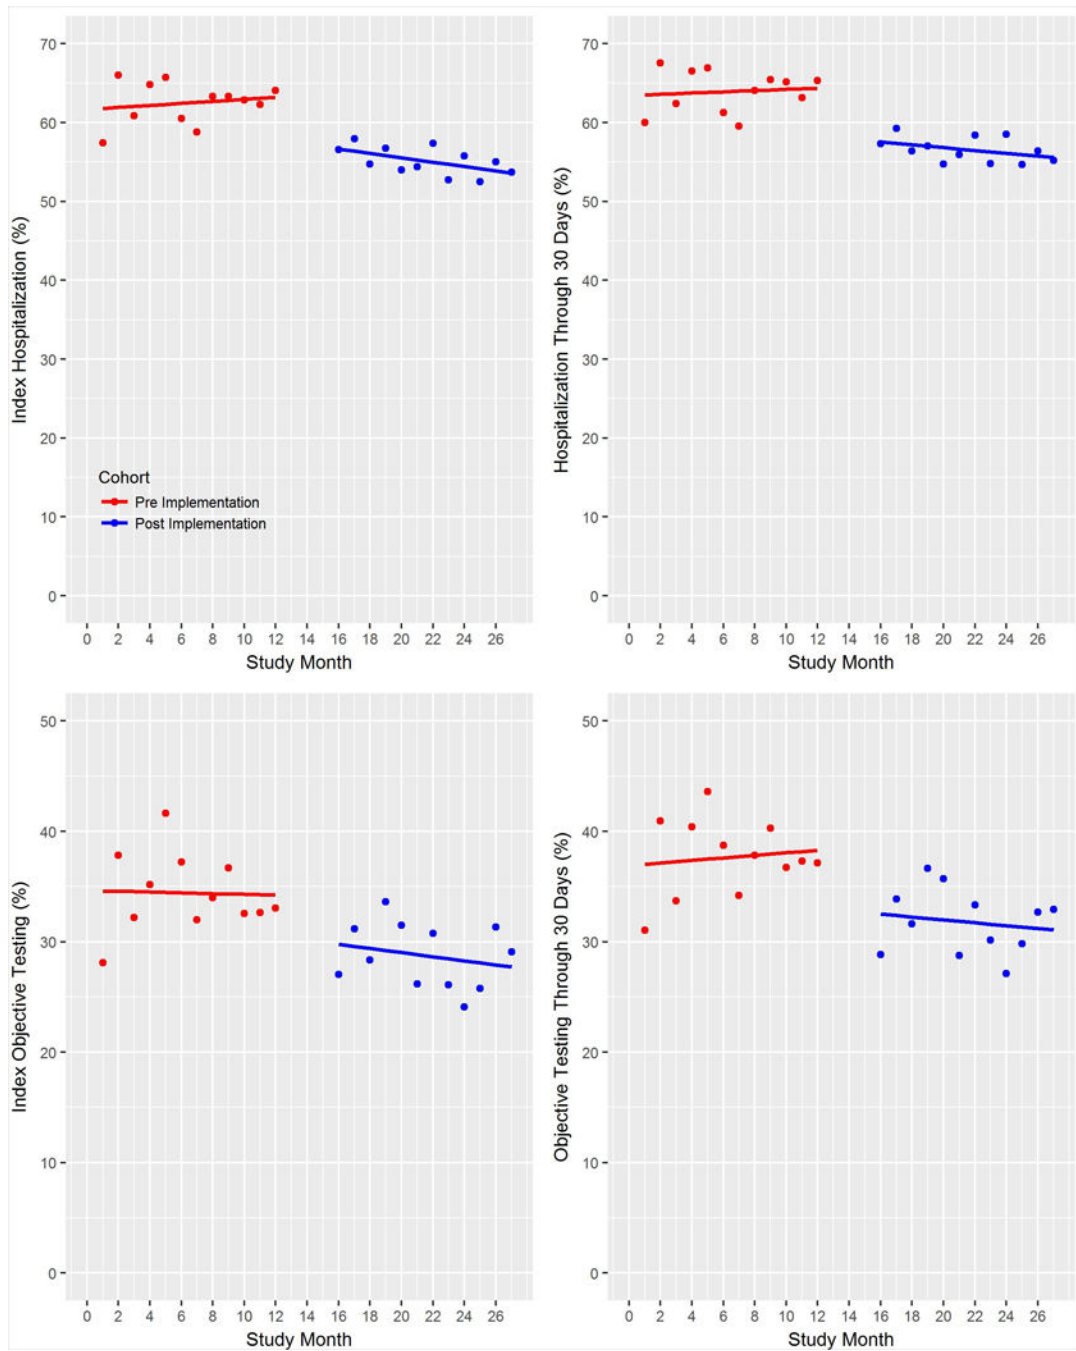 Index Hospitalization (%)
70
60
50
40
30
20
10
0
Cohort
Pre Implementation
Post Implementation
0 2 4 6 8 10 12 14 16 18 20 22 24 26
Study Month
Hospitalization Through 30 Days (%)
70
60
50
40
30
20
10
0
0 2 4 6 8 10 12 14 16 18 20 22 24 26
Study Month
Index Objective Testing (%)
50
40
30
20
10
0
0 2 4 6 8 10 12 14 16 18 20 22 24 26
Study Month
Objective Testing Through 30 Days (%)
50
40
30
20
10
0
0 2 4 6 8 10 12 14 16 18 20 22 24 26
Study Month